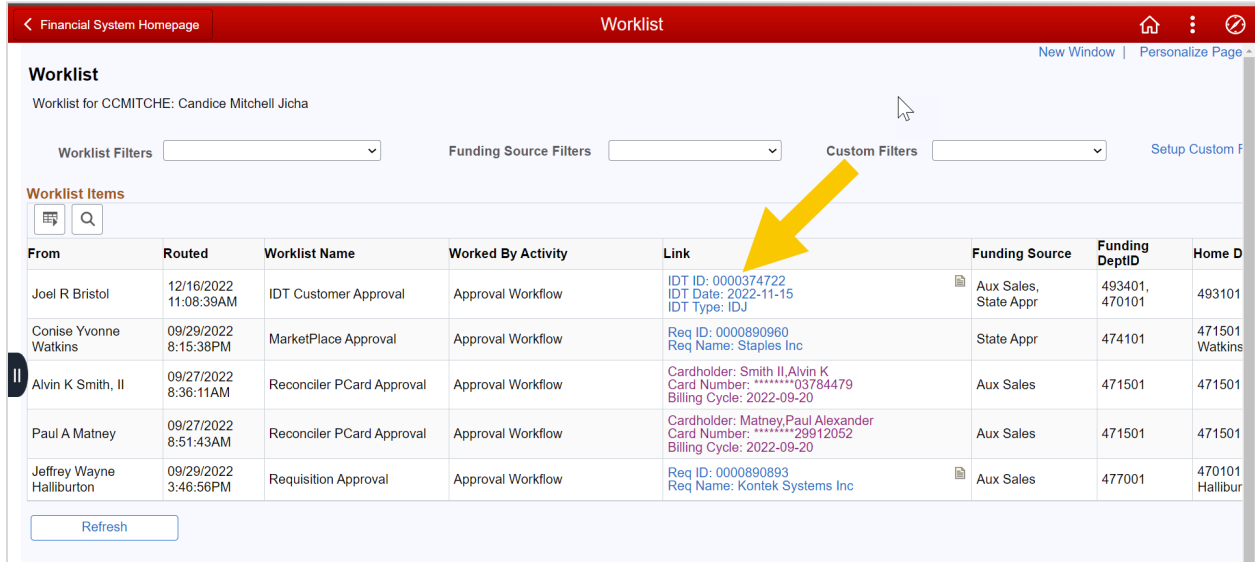 Financial System Homepage
Worklist
New Window | Personalize Page
Worklist
Worklist for CCMITCHE: Candice Mitchell Jicha
Worklist Filters
Funding Source Filters
Custom Filters
Setup Custom F
Worklist Items
From Routed Worklist Name Worked By Activity Link Funding Source Funding DeptID Home D
Joel R Bristol
12/16/2022
11:08:39AM
IDT Customer Approval
Approval Workflow
IDT ID: 0000374722
IDT Date: 2022-11-15
IDT Type: IDJ
Aux Sales,
State Appr
493401,
470101
493101
Conise Yvonne
Watkins
09/29/2022
8:15:38PM
MarketPlace Approval
Approval Workflow
Req ID: 0000890960
Req Name: Staples Inc
State Appr
474101
471501
Watkins
Alvin K Smith, II
09/27/2022
8:36:11AM
Reconciler PCard Approval
Approval Workflow
Cardholder: Smith II,Alvin K
Card Number: ********03784479
Billing Cycle: 2022-09-20
Aux Sales
471501
471501
Paul A Matney
09/27/2022
8:51:43AM
Reconciler PCard Approval
Approval Workflow
Cardholder: Matney,Paul Alexander
Card Number: ********29912052
Billing Cycle: 2022-09-20
Aux Sales
471501
471501
Jeffrey Wayne
Halliburton
09/29/2022
3:46:56PM
Requisition Approval
Approval Workflow
Req ID: 0000890893
Req Name: Kontek Systems Inc
Aux Sales
477001
470101
Hallibur
Refresh